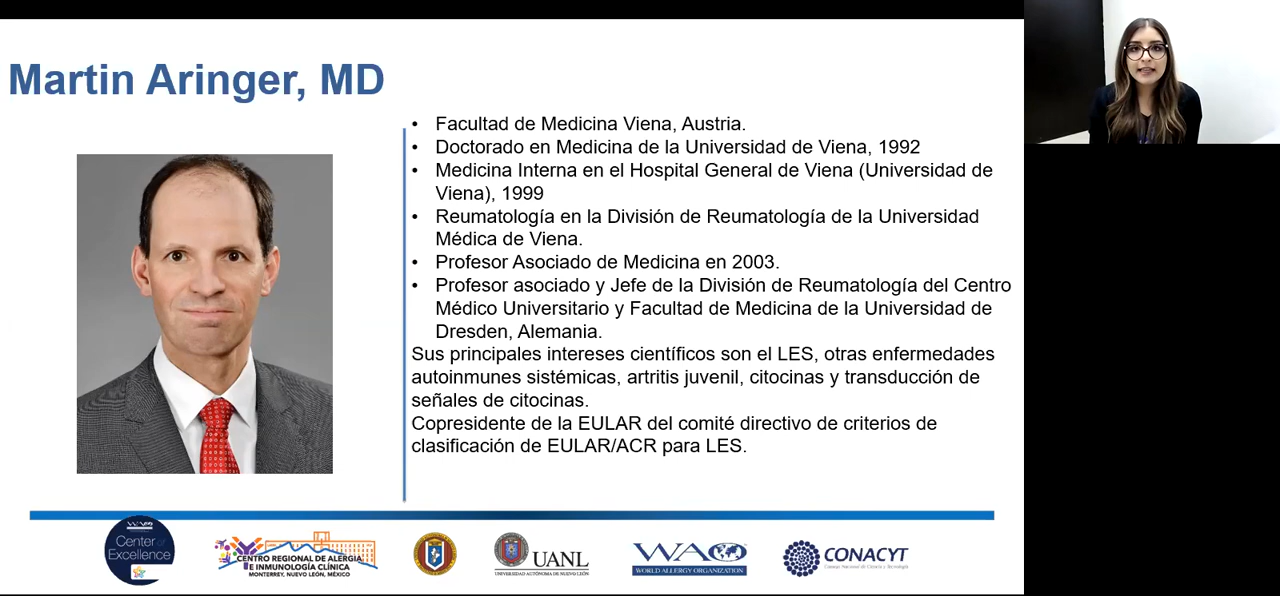 Martin Aringer, MD
• Facultad de Medicina Viena, Austria.
• Doctorado en Medicina de la Universidad de Viena, 1992
• Medicina Interna en el Hospital General de Viena (Universidad de
Viena), 1999
• Reumatología en la División de Reumatología de la Universidad
Médica de Viena.
• Profesor Asociado de Medicina en 2003.
• Profesor asociado y Jefe de la División de Reumatología del Centro
Médico Universitario y Facultad de Medicina de la Universidad de
Dresden, Alemania.
Sus principales intereses científicos son el LES, otras enfermedades
autoinmunes sistémicas, artritis juvenil, citocinas y transducción de
señales de citocinas.
Copresidente de la EULAR del comité directivo de criterios de
clasificación de EULAR/ACR para LES.
WAO
Center of
Excellence
CENTRO REGIONAL DE ALERGIA
E INMUNOLOGÍA CLÍNICA
MONTERREY, NUEVO LEÓN, MÉXICO
UANL
UNIVERSIDAD AUTÓNOMA DE NUEVO LEÓN
WAO
WORLD ALLERGY ORGANIZATION
CONACYT
Consejo Nacional de Ciencia y Tecnología